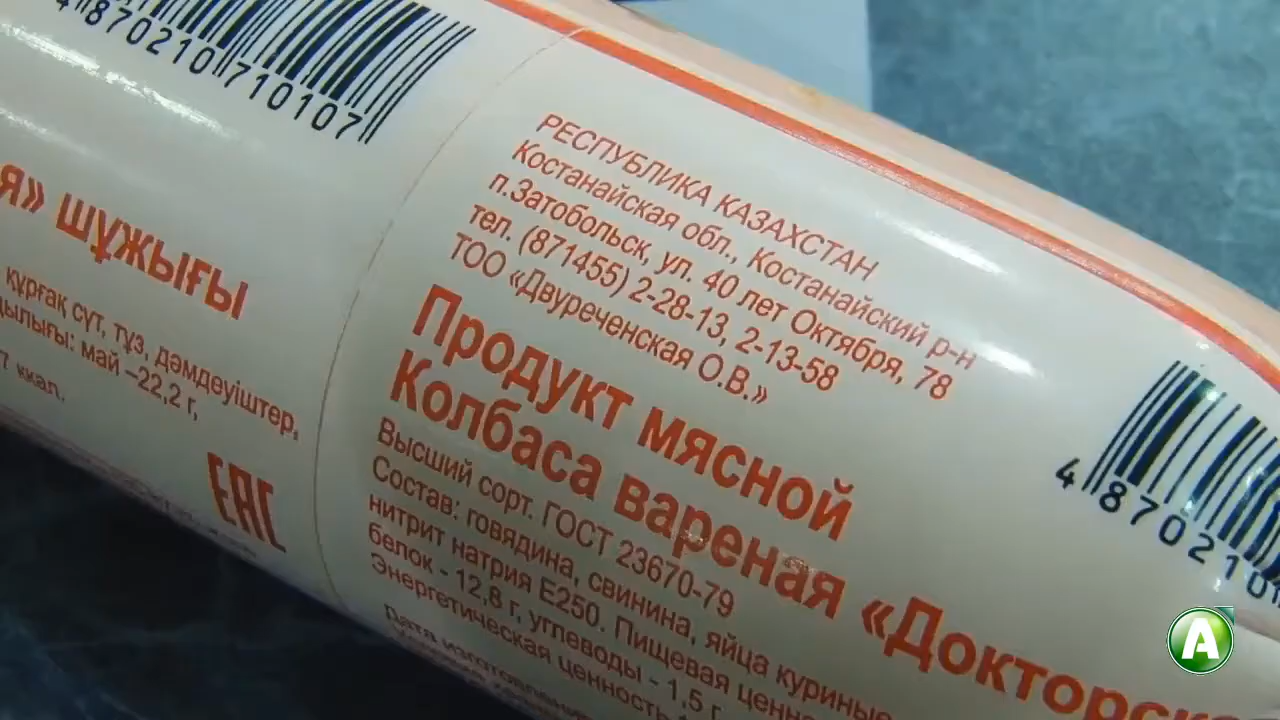 4870210710107
Я» ШҰЖЫҒЫ
құрғақ сүт, тұз, дәмдеуіштер,
май –22,2 г,
ккал.
EAC
РЕСПУБЛИКА КАЗАХСТАН
Костанайская обл., Костанайский р-н
п.Затобольск, ул. 40 лет Октября, 78
тел. (871455) 2-28-13, 2-13-58
ТОО «Двуреченская О.В.»
Продукт мясной
Колбаса вареная «Докторск
Высший сорт. ГОСТ 23670-79
Состав: говядина, свинина, яйца куриные
нитрит натрия Е250. Пищевая ценн
белок - 12,8 г, углеводы - 1,5 г
Энергетическая ценность
Дата изготовлен
4870210
A